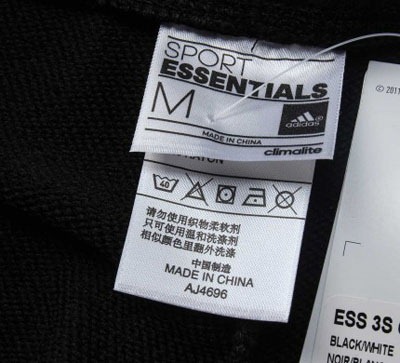 SPORT
ESSENTIALS
M
adidas
MADE IN CHINA
climalite
40
请勿使用织物柔软剂
只可使用温和洗涤剂
相似颜色里翻外洗涤
中国制造
MADE IN CHINA
AJ4696
© 2011
ESS 3S
BLACK/WHITE